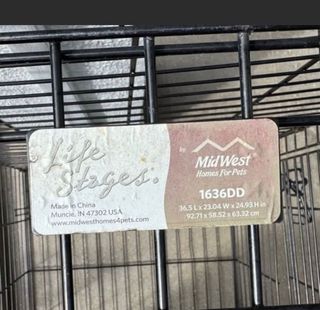 Life
Stages®
by
MidWest®
Homes For Pets
1636DD
36.5 L x 23.04 W x 24.93 H in
92.71 x 58.52 x 63.32 cm
Made in China
Muncie, IN 47302 USA
www.midwesthomes4pets.com